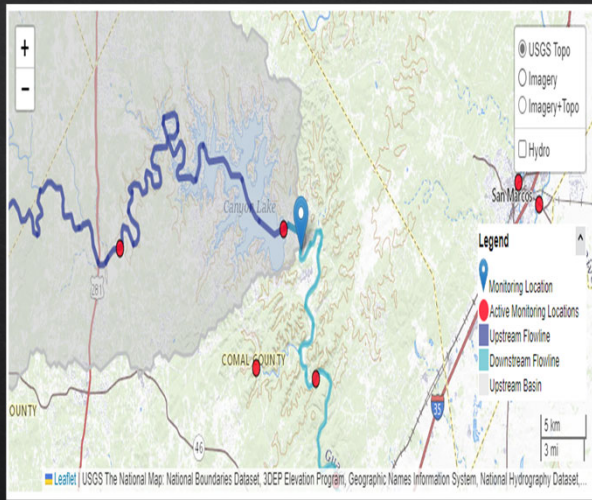 +
−
USGS Topo
Imagery
Imagery+Topo
Hydro
San Marcos
Canyon Lake
281
Legend
^
Monitoring Location
Active Monitoring Locations
Upstream Flowline
Downstream Flowline
Upstream Basin
COMAL COUNTY
OUNTY
35
46
Gua
5 km
3 mi
Leaflet | USGS The National Map: National Boundaries Dataset, 3DEP Elevation Program, Geographic Names Information System, National Hydrography Dataset,...